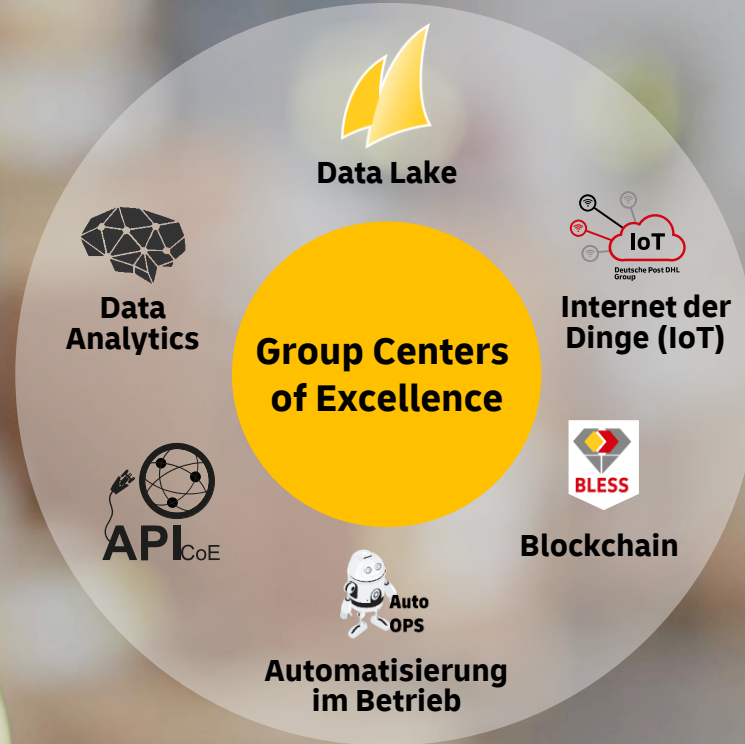 Data Lake
IoT
Deutsche Post DHL
Group
Internet der
Dinge (IoT)
Data
Analytics
Group Centers
of Excellence
BLESS
Blockchain
API CoE
Auto
OPS
Automatisierung
im Betrieb